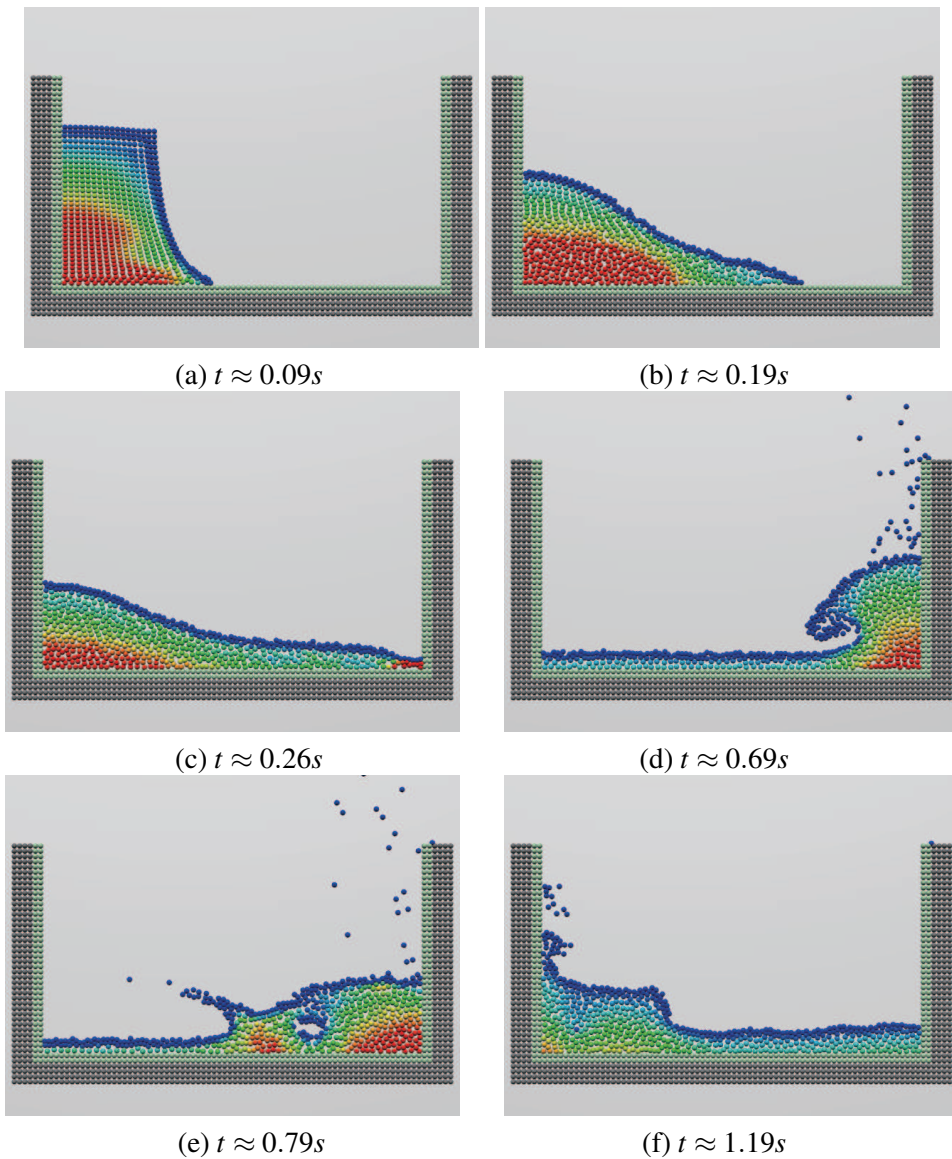 (a) t ≈ 0.09s
(b) t ≈ 0.19s
(c) t ≈ 0.26s
(d) t ≈ 0.69s
(e) t ≈ 0.79s
(f) t ≈ 1.19s